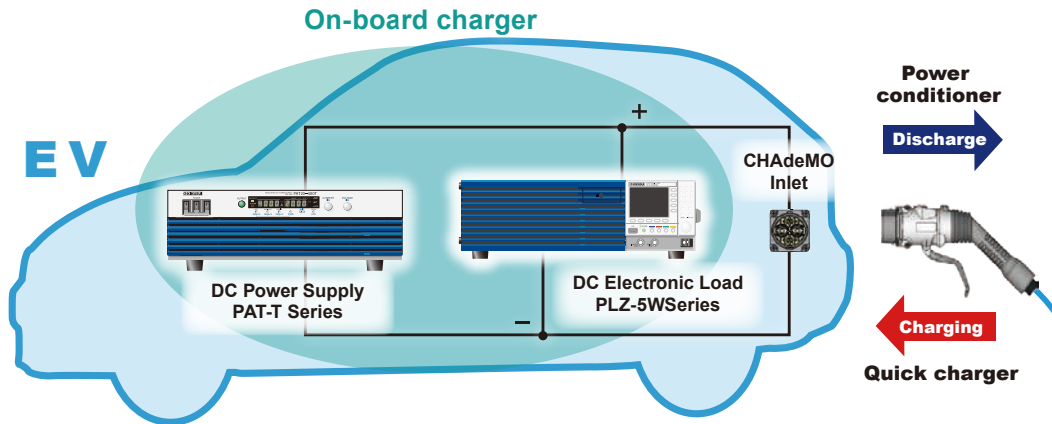 On-board charger
EV
+
CHAdeMO
Inlet
Power
conditioner
Discharge
DC Power Supply
PAT-T Series
DC Electronic Load
PLZ-5WSeries
−
Charging
Quick charger